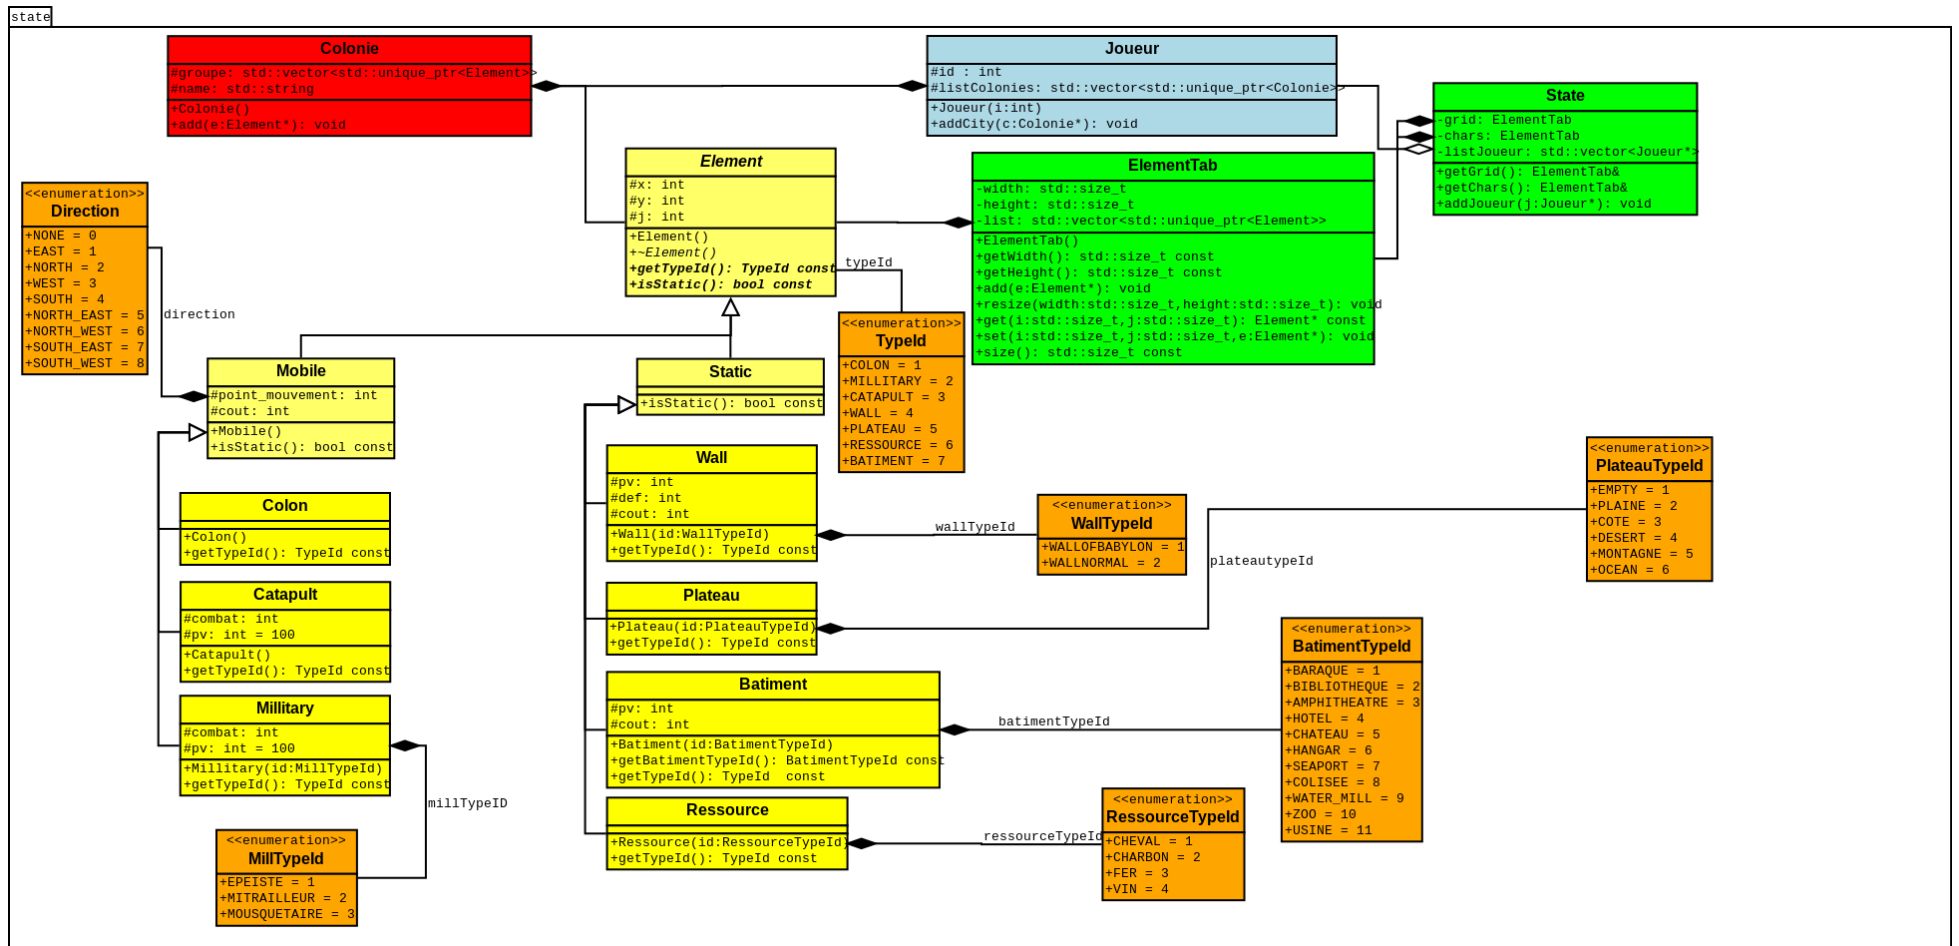 state
Colonie
#groupe: std::vector<std::unique_ptr<Element>>
#name: std::string
+Colonie()
+add(e:Element*): void
Joueur
#id : int
#listColonies: std::vector<std::unique_ptr<Colonie>>
+Joueur(i:int)
+addCity(c:Colonie*): void
State
-grid: ElementTab
-chars: ElementTab
-listJoueur: std::vector<Joueur*>
+getGrid(): ElementTab&
+getChars(): ElementTab&
+addJoueur(j:Joueur*): void
Element
#x: int
#y: int
#j: int
+Element()
+~Element()
+getTypeId(): TypeId const
+isStatic(): bool const
ElementTab
-width: std::size_t
-height: std::size_t
-list: std::vector<std::unique_ptr<Element>>
+ElementTab()
+getWidth(): std::size_t const
+getHeight(): std::size_t const
+add(e:Element*): void
+resize(width:std::size_t,height:std::size_t): void
+get(i:std::size_t,j:std::size_t): Element* const
+set(i:std::size_t,j:std::size_t,e:Element*): void
+size(): std::size_t const
<<enumeration>>
Direction
+NONE = 0
+EAST = 1
+NORTH = 2
+WEST = 3
+SOUTH = 4
+NORTH_EAST = 5
+NORTH_WEST = 6
+SOUTH_EAST = 7
+SOUTH_WEST = 8
direction
typeId
<<enumeration>>
TypeId
+COLON = 1
+MILLITARY = 2
+CATAPULT = 3
+WALL = 4
+PLATEAU = 5
+RESSOURCE = 6
+BATIMENT = 7
Mobile
#point_mouvement: int
#cout: int
+Mobile()
+isStatic(): bool const
Static
+isStatic(): bool const
Colon
+Colon()
+getTypeId(): TypeId const
Catapult
#combat: int
#pv: int = 100
+Catapult()
+getTypeId(): TypeId const
Millitary
#combat: int
#pv: int = 100
+Millitary(id:MillTypeId)
+getTypeId(): TypeId const
millTypeID
<<enumeration>>
MillTypeId
+EPEISTE = 1
+MITRAILLEUR = 2
+MOUSQUETAIRE = 3
Wall
#pv: int
#def: int
#cout: int
+Wall(id:WallTypeId)
+getTypeId(): TypeId const
wallTypeId
<<enumeration>>
WallTypeId
+WALLOFBABYLON = 1
+WALLNORMAL = 2
Plateau
+Plateau(id:PlateauTypeId)
+getTypeId(): TypeId const
plateautypeId
<<enumeration>>
PlateauTypeId
+EMPTY = 1
+PLAINE = 2
+COTE = 3
+DESERT = 4
+MONTAGNE = 5
+OCEAN = 6
Batiment
#pv: int
#cout: int
+Batiment(id:BatimentTypeId)
+getBatimentTypeId(): BatimentTypeId const
+getTypeId(): TypeId  const
batimentTypeId
<<enumeration>>
BatimentTypeId
+BARAQUE = 1
+BIBLIOTHEQUE = 2
+AMPHITHEATRE = 3
+HOTEL = 4
+CHATEAU = 5
+HANGAR = 6
+SEAPORT = 7
+COLISEE = 8
+WATER_MILL = 9
+ZOO = 10
+USINE = 11
Ressource
+Ressource(id:RessourceTypeId)
+getTypeId(): TypeId const
ressourceTypeId
<<enumeration>>
RessourceTypeId
+CHEVAL = 1
+CHARBON = 2
+FER = 3
+VIN = 4